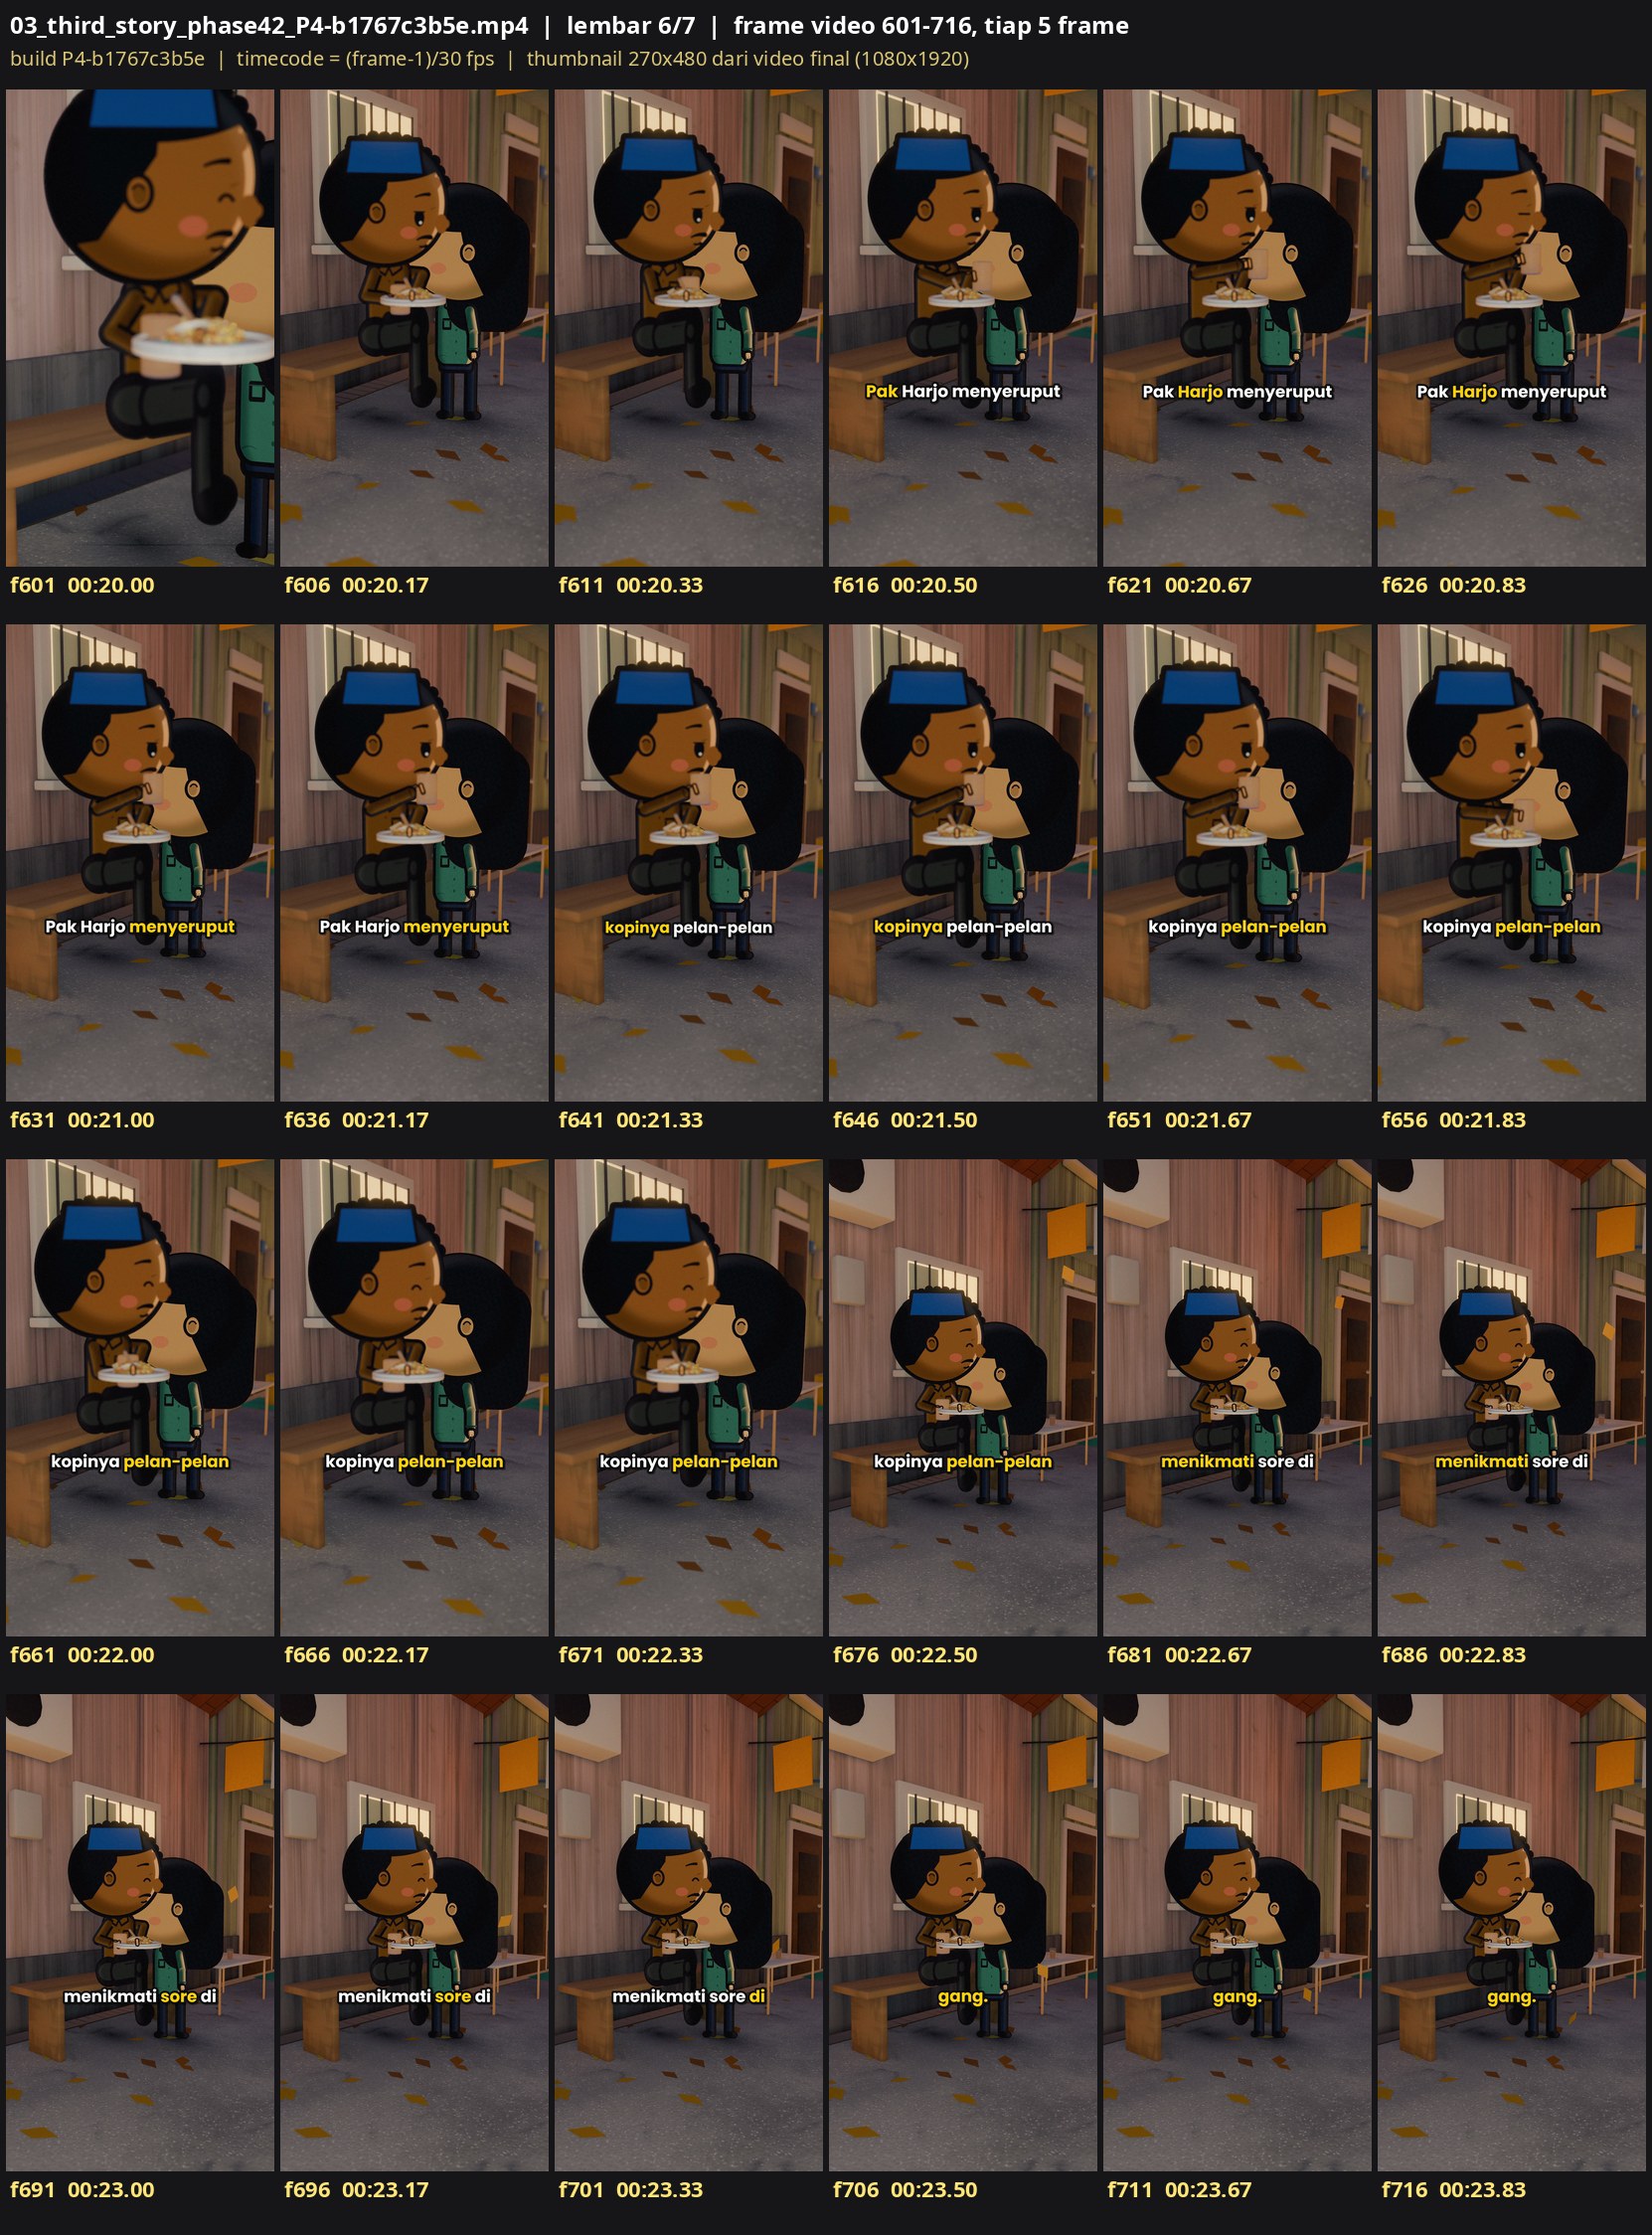 03_third_story_phase42_P4-b1767c3b5e.mp4 | lembar 6/7 | frame video 601-716, tiap 5 frame
build P4-b1767c3b5e | timecode = (frame-1)/30 fps | thumbnail 270x480 dari video final (1080x1920)
Pak Harjo menyeruput
Pak Harjo menyeruput
Pak Harjo menyeruput
f601 00:20.00
f606 00:20.17
f611 00:20.33
f616 00:20.50
f621 00:20.67
f626 00:20.83
Pak Harjo menyeruput
Pak Harjo menyeruput
kopinya pelan-pelan
kopinya pelan-pelan
kopinya pelan-pelan
kopinya pelan-pelan
f631 00:21.00
f636 00:21.17
f641 00:21.33
f646 00:21.50
f651 00:21.67
f656 00:21.83
kopinya pelan-pelan
kopinya pelan-pelan
kopinya pelan-pelan
kopinya pelan-pelan
menikmati sore di
menikmati sore di
f661 00:22.00
f666 00:22.17
f671 00:22.33
f676 00:22.50
f681 00:22.67
f686 00:22.83
menikmati sore di
menikmati sore di
menikmati sore di
gang.
gang.
gang.
f691 00:23.00
f696 00:23.17
f701 00:23.33
f706 00:23.50
f711 00:23.67
f716 00:23.83